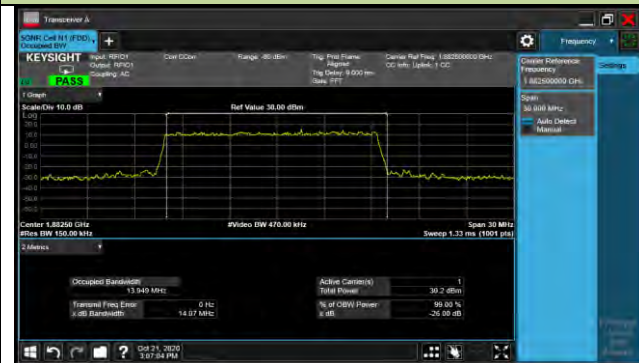 Transceiver A
5GNR Cell N1 (FDD)
Occupied BW
Frequency
KEYSIGHT
Input: RFIO1
Output: RFIO1
Coupling: AC
Corr CCorr
Range: -80 dBm
Trig: Print Frame
Aligned
Trig Delay: 0.000 ms
Gate: FFT
Carrier Ref Freq: 1.882500000 GHz
CC Info: Uplink, 1 CC
PASS
Carrier Reference
Frequency
1.882500000 GHz
Settings
Span
30.000 MHz
Auto Detect
Manual
1 Graph
Scale/Div 10.0 dB
Ref Value 30.00 dBm
Log
Center 1.88250 GHz
#Video BW 470.00 kHz
Span 30 MHz
#Res BW 150.00 kHz
Sweep 1.33 ms (1001 pts)
2 Metrics
Occupied Bandwidth
13.949 MHz
Active Carrier(s)
1
Total Power
30.2 dBm
Transmit Freq Error
0 Hz
x dB Bandwidth
14.97 MHz
% of OBW Power
99.00 %
x dB
-26.00 dB
Oct 21, 2020
3:07:04 PM